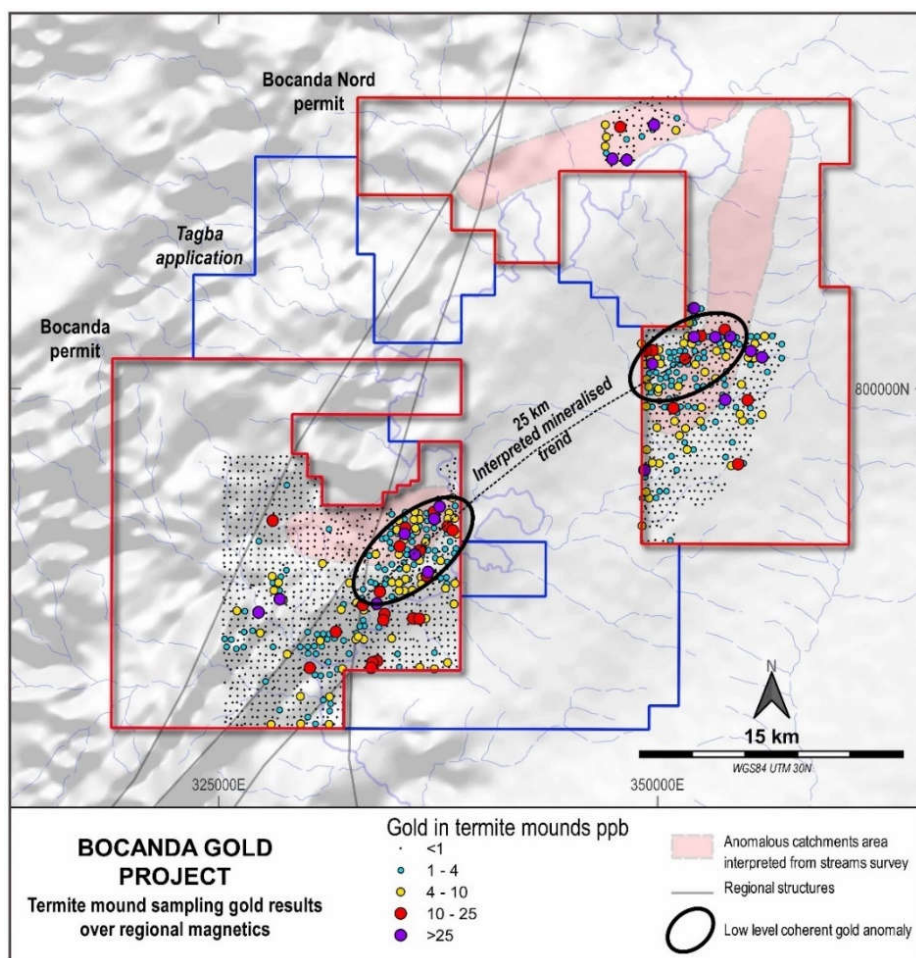 Bocanda Nord
permit
Tagba
application
Bocanda
permit
800000N
25 km
Interpreted mineralised
trend
N
15 km
WGS84 UTM 30N
325000E
350000E
BOCANDA GOLD
PROJECT
Termite mound sampling gold results
over regional magnetics
Gold in termite mounds ppb
<1
1 - 4
4 - 10
10 - 25
>25
Anomalous catchments area
interpreted from streams survey
Regional structures
Low level coherent gold anomaly